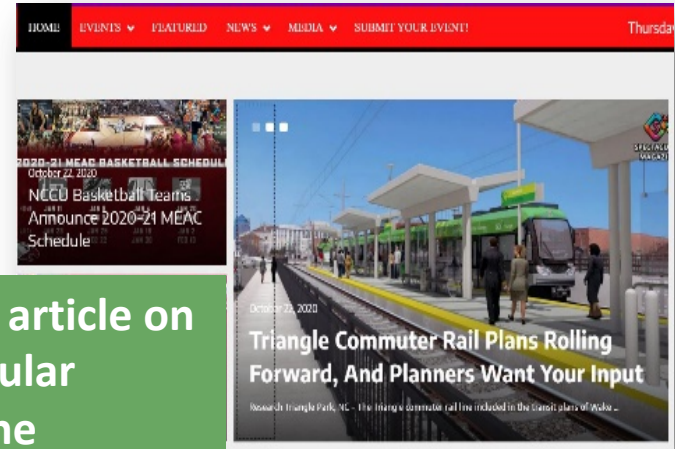 HOME EVENTS FEATURED NEWS MEDIA SUBMIT YOUR EVENT! Thursda
2020-21 MEAC BASKETBALL SCHEDUL
October 22, 2020
NCCU Basketball Teams
Announce 2020-21 MEAC
Schedule
article on
ular
ne
SPECTACULAR
MAGAZI
October 22, 2020
Triangle Commuter Rail Plans Rolling
Forward, And Planners Want Your Input
Research Triangle Park, NC – The Triangle commuter rail line included in the transit plans of Wake ...